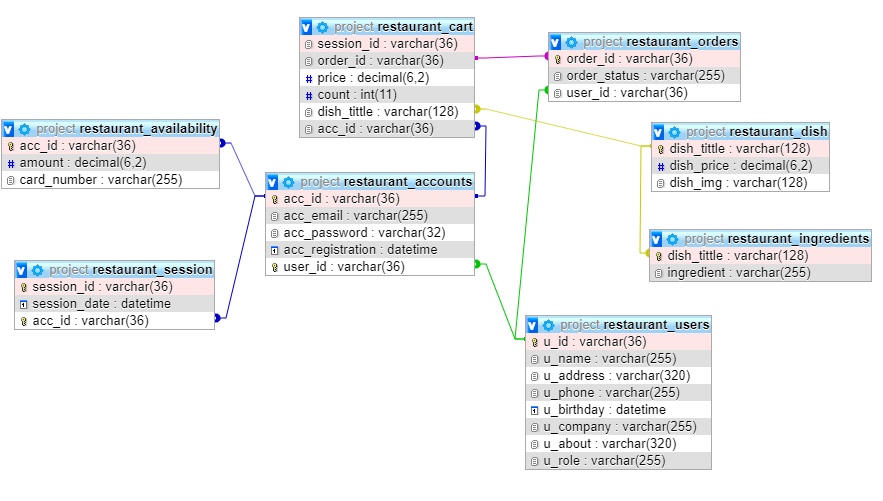 project restaurant_cart
session_id : varchar(36)
order_id : varchar(36)
# price : decimal(6,2)
# count : int(11)
dish_tittle : varchar(128)
acc_id : varchar(36)
project restaurant_orders
order_id : varchar(36)
order_status : varchar(255)
user_id : varchar(36)
project restaurant_availability
acc_id : varchar(36)
# amount : decimal(6,2)
card_number : varchar(255)
project restaurant_dish
dish_tittle : varchar(128)
# dish_price : decimal(6,2)
dish_img : varchar(128)
project restaurant_accounts
acc_id : varchar(36)
acc_email : varchar(255)
acc_password : varchar(32)
acc_registration : datetime
user_id : varchar(36)
project restaurant_ingredients
dish_tittle : varchar(128)
ingredient : varchar(255)
project restaurant_session
session_id : varchar(36)
session_date : datetime
acc_id : varchar(36)
project restaurant_users
u_id : varchar(36)
u_name : varchar(255)
u_address : varchar(320)
u_phone : varchar(255)
u_birthday : datetime
u_company : varchar(255)
u_about : varchar(320)
u_role : varchar(255)